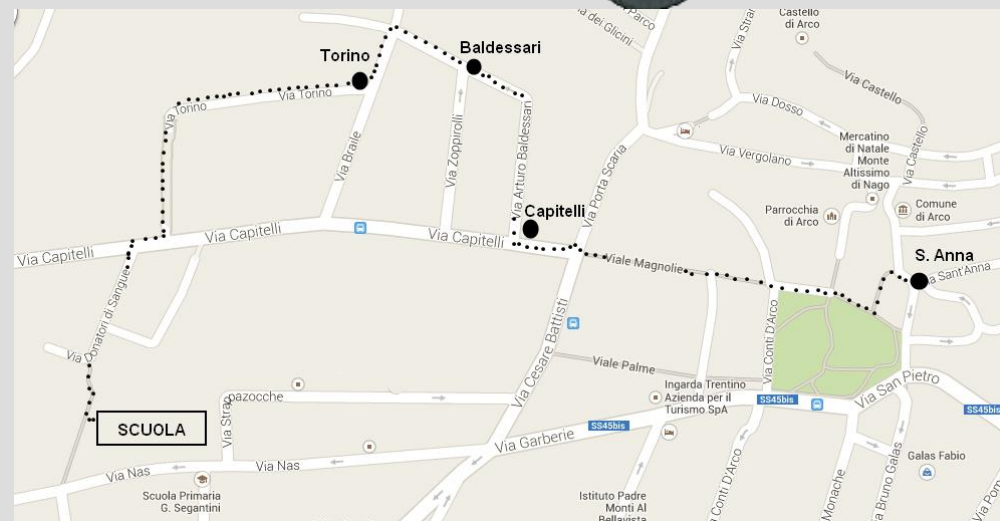 Castello
di Arco
Parco
Via dei Glicini
Via Castello
Torino
Baldessari
Via Torino
Via Torino
Via Dosso
Mercatino
di Natale
Monte
Altissimo
di Nago
Via Castello
Via Braile
Via Zoppirolli
Via Arturo Baldessari
Via Porta Scaria
Via Vergolano
Capitelli
Parrocchia
di Arco
Comune
di Arco
Via Capitelli
Via Capitelli
Via Capitelli
Viale Magnolie
S. Anna
Sant'Anna
Via Donatori di Sangue
Via
Via Cesare Battisti
Via Conti D'Arco
Viale Palme
Via San Pietro
Ingarda Trentino
Azienda per il
Turismo SpA
SS45bis
SS45bis
SS45bis
Via Strappazocche
SCUOLA
Via Garberie
Via Nas
Via Nas
Scuola Primaria
G. Segantini
Istituto Padre
Monti Al
Bellavista
Conti D'Arco
Monache
Bruno Galas
Galas Fabio